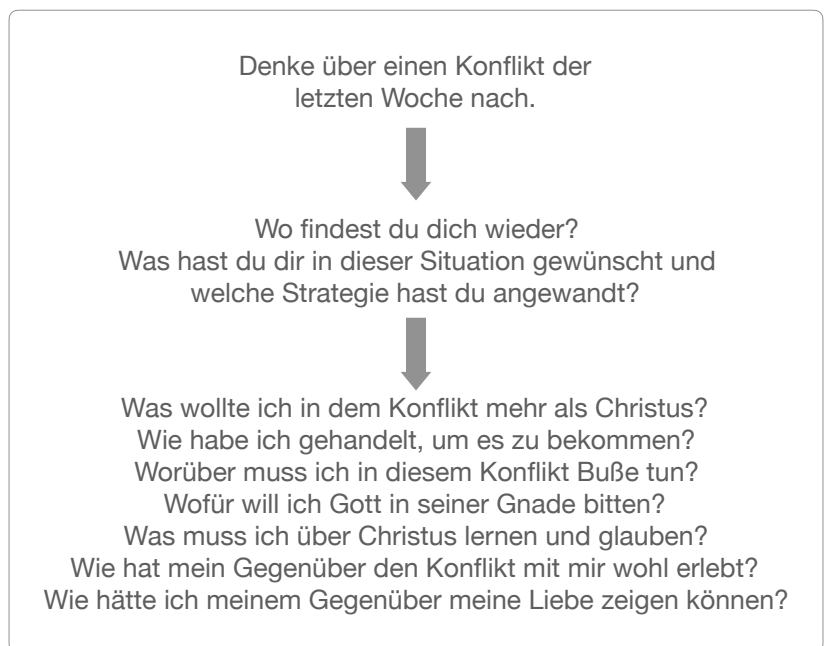 Denke über einen Konflikt der
letzten Woche nach.
Wo findest du dich wieder?
Was hast du dir in dieser Situation gewünscht und
welche Strategie hast du angewandt?
Was wollte ich in dem Konflikt mehr als Christus?
Wie habe ich gehandelt, um es zu bekommen?
Worüber muss ich in diesem Konflikt Buße tun?
Wofür will ich Gott in seiner Gnade bitten?
Was muss ich über Christus lernen und glauben?
Wie hat mein Gegenüber den Konflikt mit mir wohl erlebt?
Wie hätte ich meinem Gegenüber meine Liebe zeigen können?